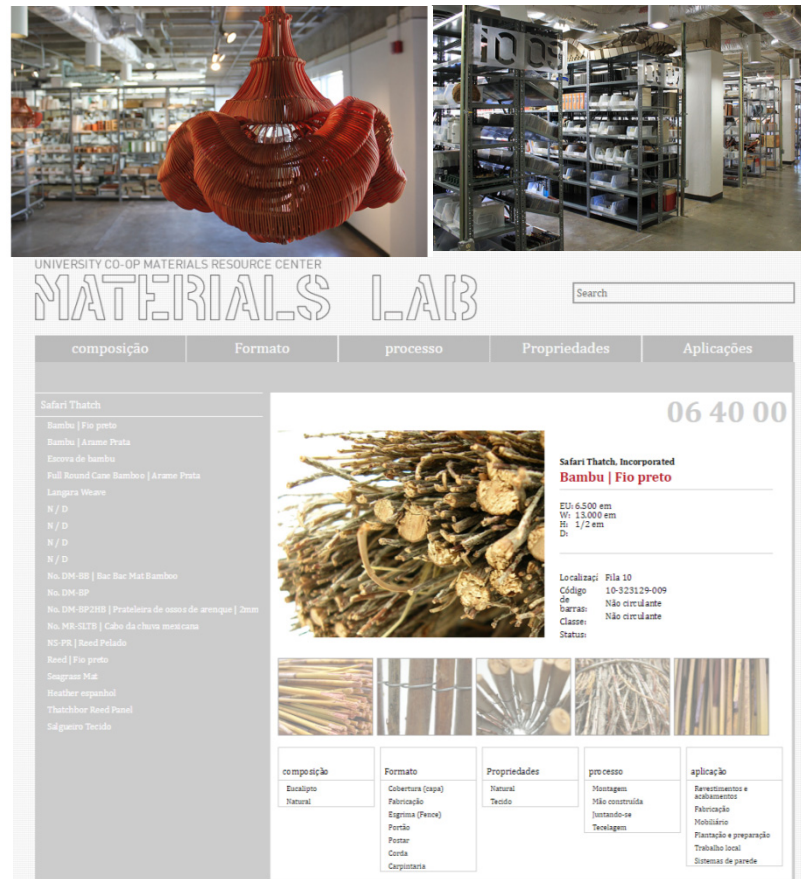 10 09
UNIVERSITY CO-OP MATERIALS RESOURCE CENTER
MATERIALS LAB
Search
composição
Formato
processo
Propriedades
Aplicações
Safari Thatch
Bambu | Fio preto
Bambu | Arame Prata
Escova de bambu
Full Round Cane Bamboo | Arame Prata
Langara Weave
N / D
N / D
N / D
N / D
No. DM-BB | Bac Bac Mat Bamboo
No. DM-BP
No. DM-BP2HB | Prateleira de ossos de arenque | 2mm
No. MR-SLTB | Cabo da chuva mexicana
NS-PR | Reed Pelado
Reed | Fio preto
Seagrass Mat
Heather espanhol
Thatchbor Reed Panel
Salgueiro Tecido
06 40 00
Safari Thatch, Incorporated
Bambu | Fio preto
EU: 6.500 em
W: 13.000 em
H: 1/2 em
D:
Localizaçi Fila 10
Código 10-323129-009
de
barras: Não circulante
Classe: Não circulante
Status:
composição
Eucalipto
Natural
Formato
Cobertura (capa)
Fabricação
Esgrima (Fence)
Portão
Postar
Corda
Carpintaria
Propriedades
Natural
Tecido
processo
Montagem
Mão construída
Juntando-se
Tecelagem
aplicação
Revestimentos e
acabamentos
Fabricação
Mobiliário
Plantação e preparação
Trabalho local
Sistemas de parede